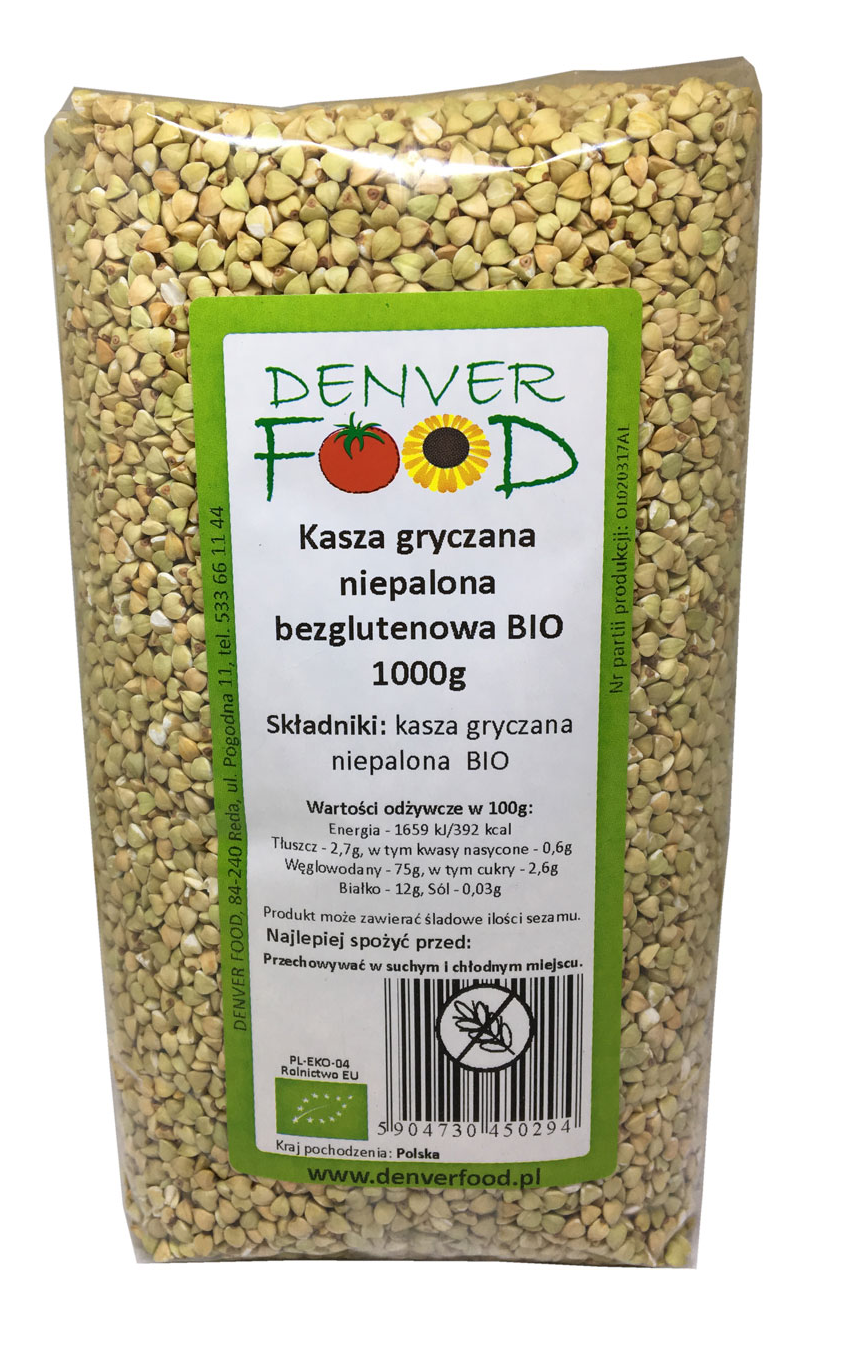 DENVER
FOOD
Kasza gryczana
niepalona
bezglutenowa BIO
1000g
Składniki: kasza gryczana
niepalona BIO
Wartości odżywcze w 100g:
Energia - 1659 kJ/392 kcal
Tłuszcz - 2,7g, w tym kwasy nasycone - 0,6g
Węglowodany - 75g, w tym cukry - 2,6g
Białko - 12g, Sól - 0,03g
Produkt może zawierać śladowe ilości sezamu.
Najlepiej spożyć przed:
Przechowywać w suchym i chłodnym miejscu.
PL-EKO-04
Rolnictwo EU
5904730450294
Kraj pochodzenia: Polska
www.denverfood.pl
DENVER FOOD, 84-240 Reda, ul. Pogodna 11, tel. 533 66 11 44
Nr partii produkcji: